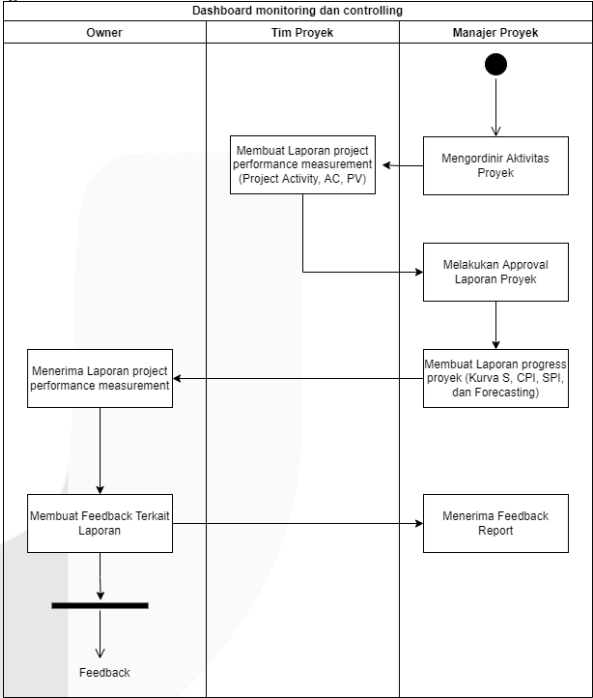 Dashboard monitoring dan controlling
Owner
Tim Proyek
Manajer Proyek
Membuat Laporan project
performance measurement
(Project Activity, AC, PV)
Mengordinir Aktivitas
Proyek
Melakukan Approval
Laporan Proyek
Menerima Laporan project
performance measurement
Membuat Laporan progress
proyek (Kurva S, CPI, SPI,
dan Forecasting)
Membuat Feedback Terkait
Laporan
Menerima Feedback
Report
Feedback